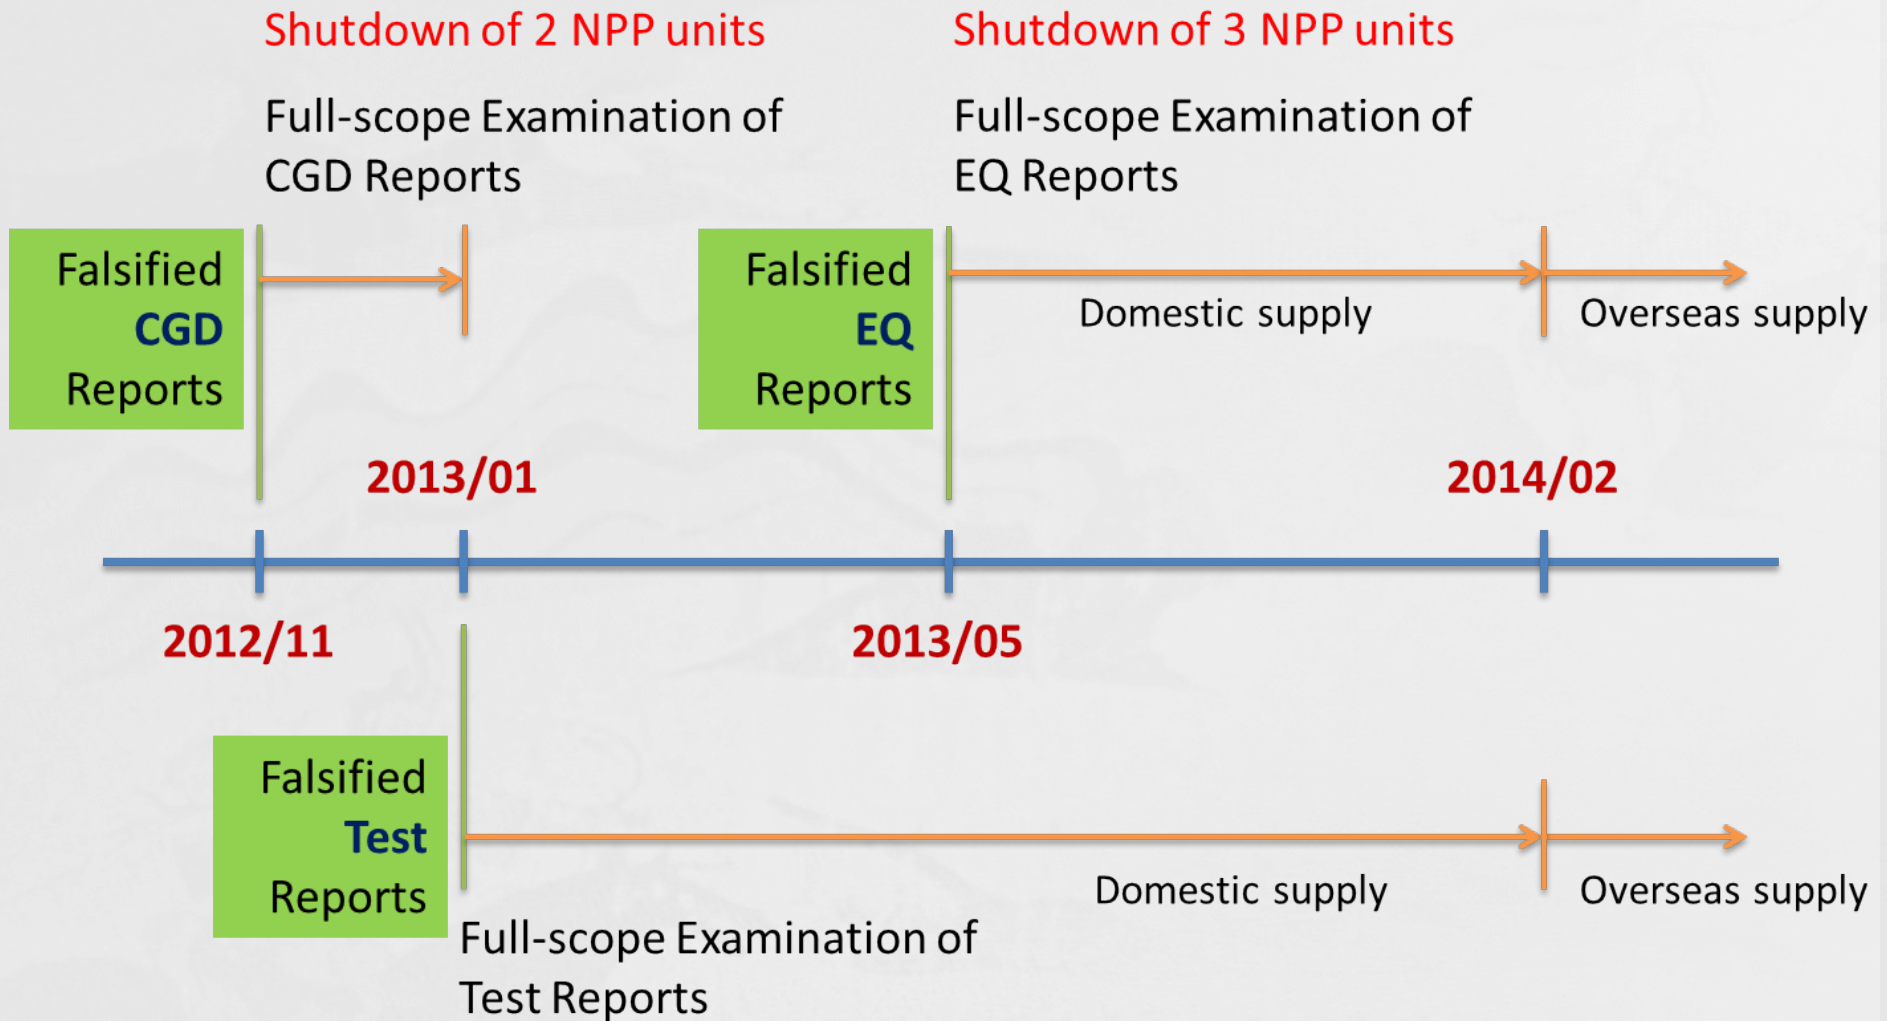 Shutdown of 2 NPP units
Full-scope Examination of
CGD Reports
Shutdown of 3 NPP units
Full-scope Examination of
EQ Reports
Falsified
CGD
Reports
Falsified
EQ
Reports
Domestic supply
Overseas supply
2013/01
2014/02
2012/11
2013/05
Falsified
Test
Reports
Domestic supply
Overseas supply
Full-scope Examination of
Test Reports